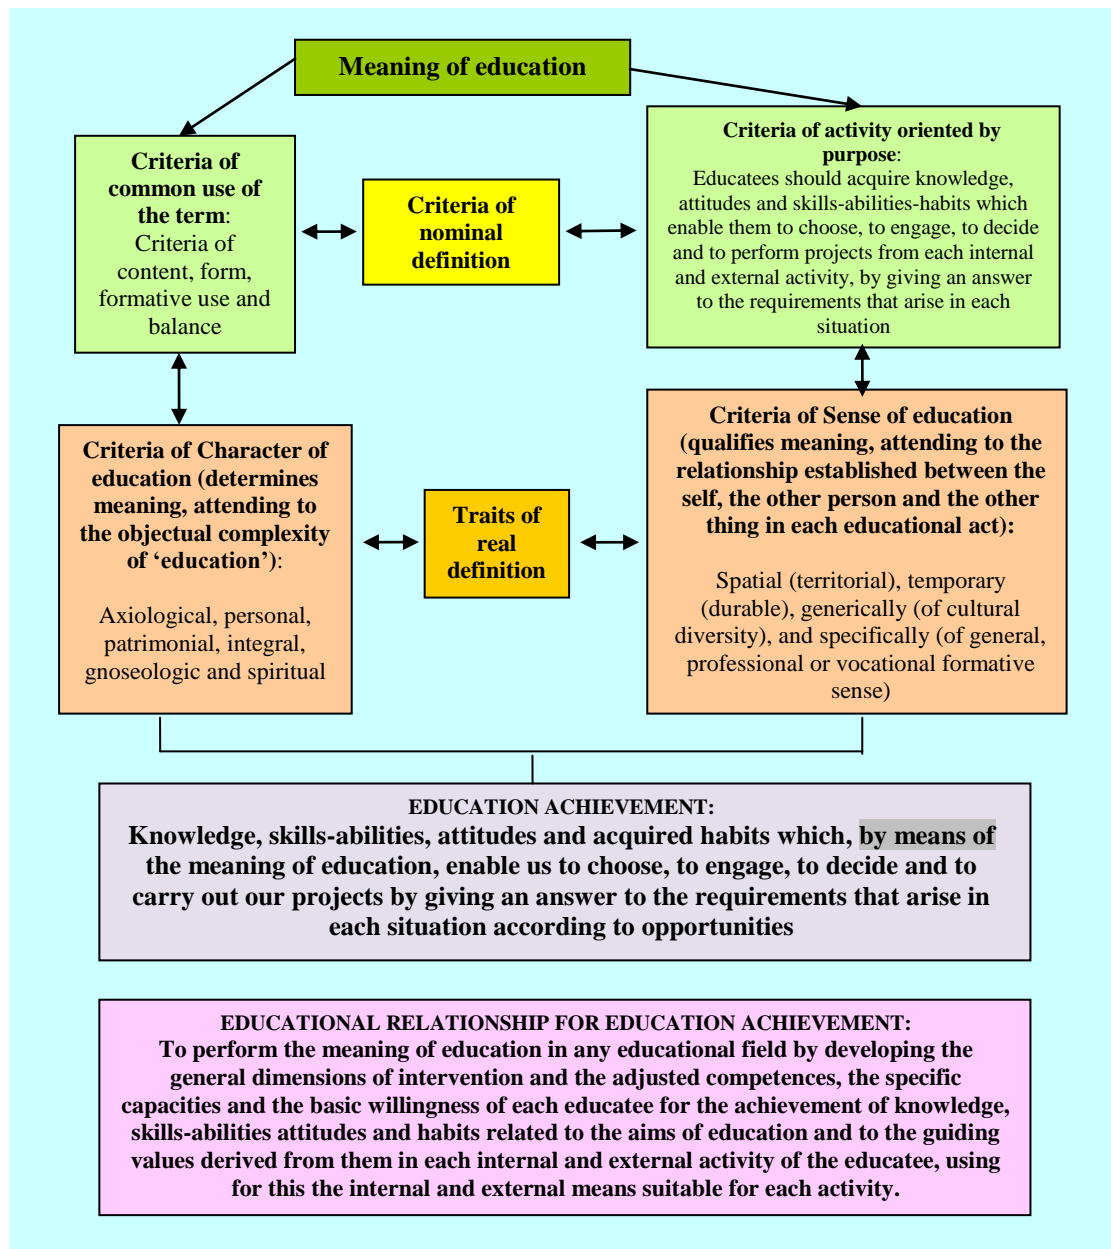 Meaning of education
Criteria of
common use of
the term:
Criteria of
content, form,
formative use and
balance
Criteria of
nominal
definition
Criteria of activity oriented by
purpose:
Educatees should acquire knowledge,
attitudes and skills-abilities-habits which
enable them to choose, to engage, to decide
and to perform projects from each internal
and external activity, by giving an answer
to the requirements that arise in each
situation
Criteria of Character of
education (determines
meaning, attending to
the objectual complexity
of ‘education’):
Axiological, personal,
patrimonial, integral,
gnoseologic and spiritual
Traits of
real
definition
Criteria of Sense of education
(qualifies meaning, attending to the
relationship established between the
self, the other person and the other
thing in each educational act):
Spatial (territorial), temporary
(durable), generically (of cultural
diversity), and specifically (of general,
professional or vocational formative
sense)
EDUCATION ACHIEVEMENT:
Knowledge, skills-abilities, attitudes and acquired habits which, by means of
the meaning of education, enable us to choose, to engage, to decide and to
carry out our projects by giving an answer to the requirements that arise in
each situation according to opportunities
EDUCATIONAL RELATIONSHIP FOR EDUCATION ACHIEVEMENT:
To perform the meaning of education in any educational field by developing the
general dimensions of intervention and the adjusted competences, the specific
capacities and the basic willingness of each educatee for the achievement of knowledge,
skills-abilities attitudes and habits related to the aims of education and to the guiding
values derived from them in each internal and external activity of the educatee, using
for this the internal and external means suitable for each activity.